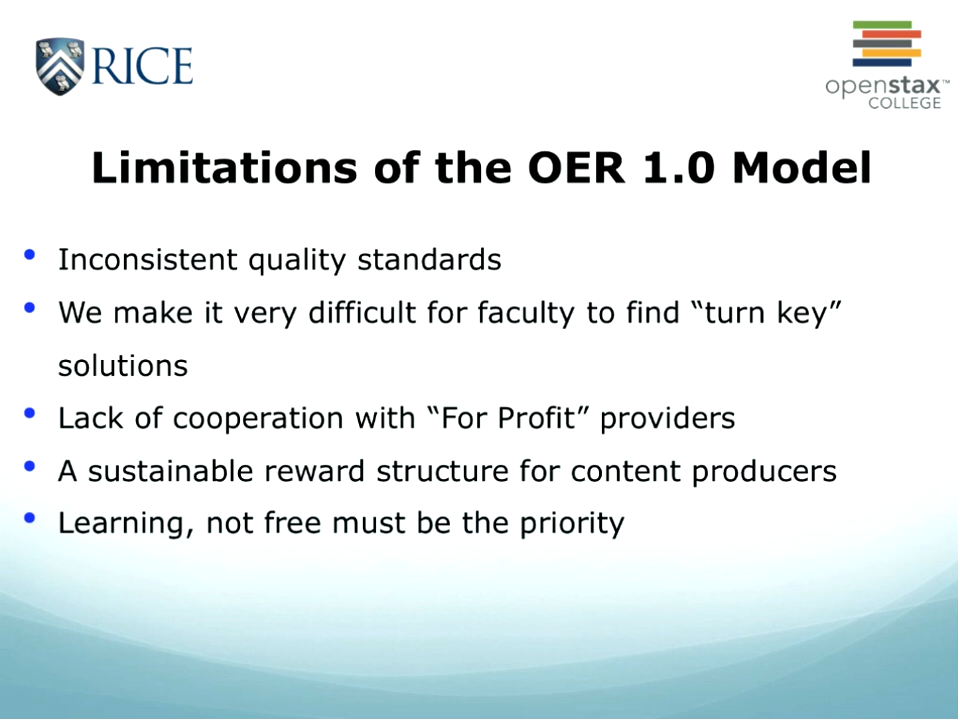 RICE
openstax™
COLLEGE
Limitations of the OER 1.0 Model
• Inconsistent quality standards
• We make it very difficult for faculty to find “turn key”
solutions
• Lack of cooperation with “For Profit” providers
• A sustainable reward structure for content producers
• Learning, not free must be the priority